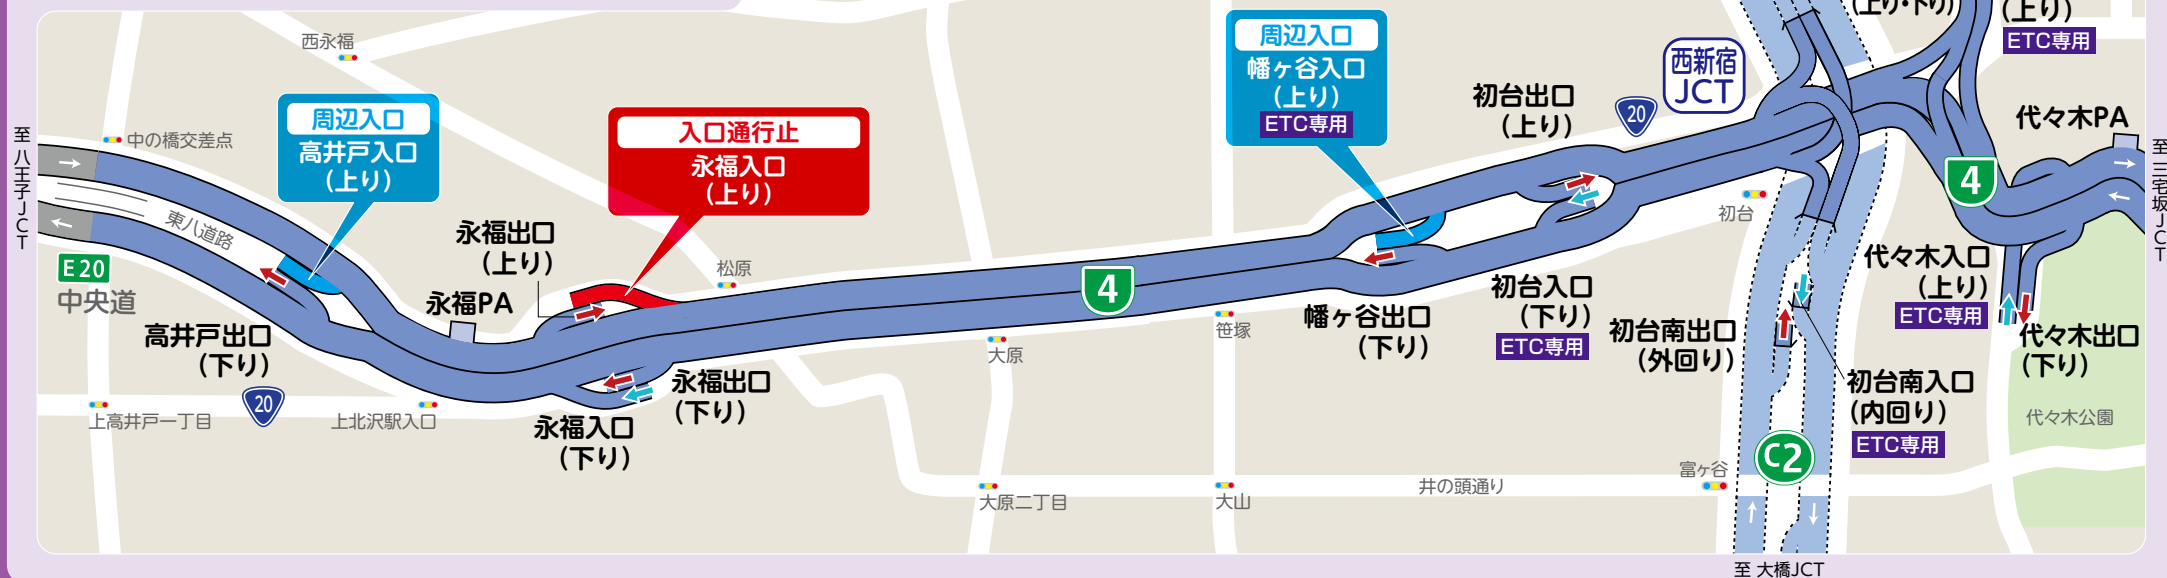 (上り・下り)
(上り)
ETC専用
西永福
周辺入口
幡ヶ谷入口
(上り)
ETC専用
西新宿
JCT
初台出口
(上り)
20
代々木PA
至 八王子JCT
中の橋交差点
周辺入口
高井戸入口
(上り)
入口通行止
永福入口
(上り)
至 三宅坂JCT
4
初台
東八道路
永福出口
(上り)
松原
E20
中央道
永福PA
4
代々木入口
(上り)
ETC専用
初台入口
(下り)
ETC専用
幡ヶ谷出口
(下り)
笹塚
初台南出口
(外回り)
代々木出口
(下り)
高井戸出口
(下り)
大原
20
永福出口
(下り)
初台南入口
(内回り)
ETC専用
上高井戸一丁目
上北沢駅入口
永福入口
(下り)
代々木公園
C2
富ヶ谷
井の頭通り
大原二丁目
大山
至 大橋JCT